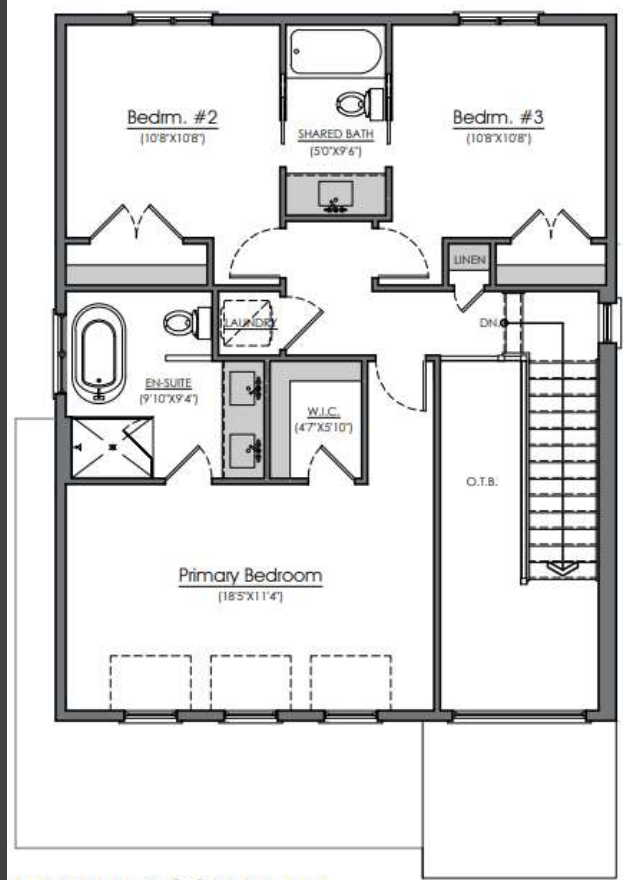 Bedrm. #2
(10'8"X10'8")
SHARED BATH
(5'0"X9'6")
Bedrm. #3
(10'8"X10'8")
LINEN
LAUNDRY
DN.
EN-SUITE
(9'10"X9'4")
W.I.C.
(4'7"X5'10")
O.T.B.
Primary Bedroom
(18'5"X11'4")